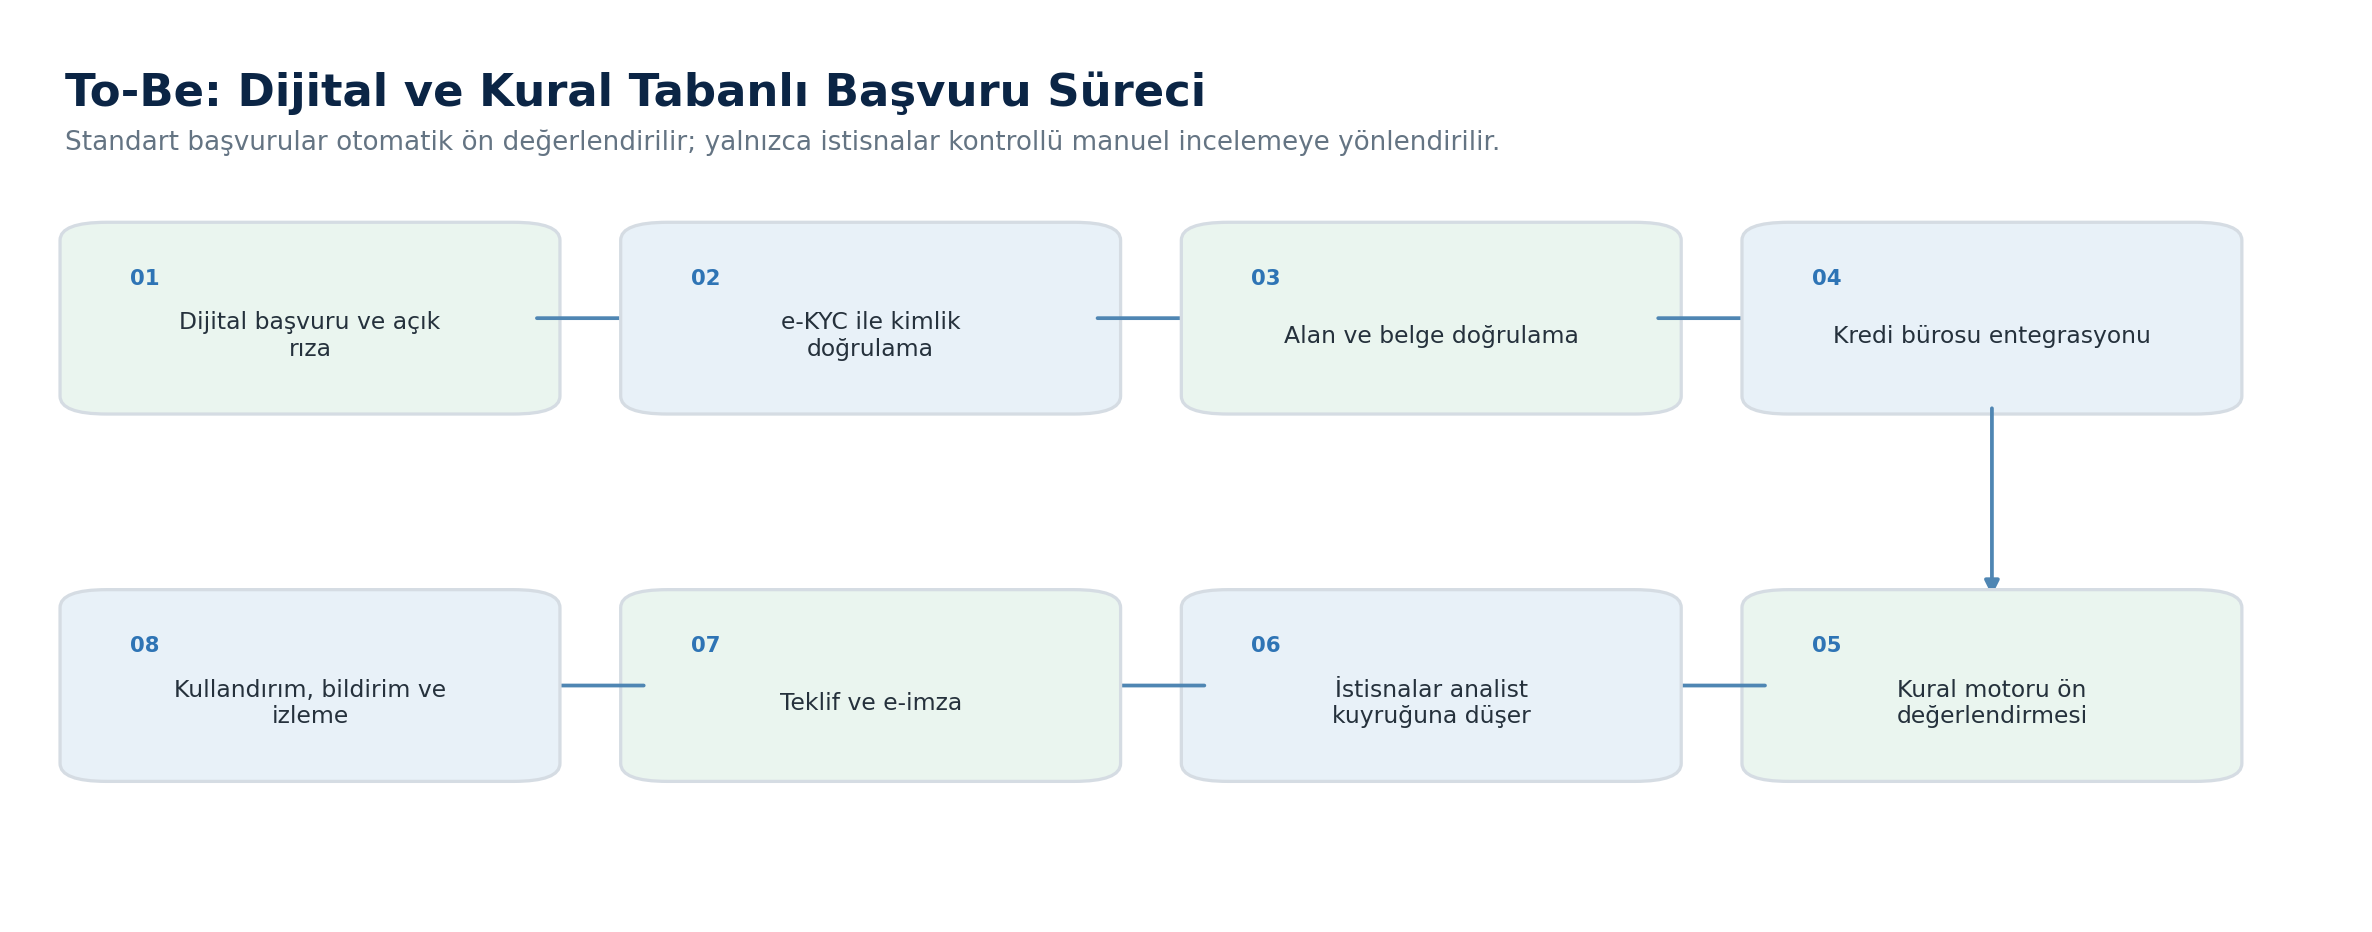 To-Be: Dijital ve Kural Tabanlı Başvuru Süreci
Standart başvurular otomatik ön değerlendirilir; yalnızca istisnalar kontrollü manuel incelemeye yönlendirilir.
01
Dijital başvuru ve açık
rıza
02
e-KYC ile kimlik
doğrulama
03
Alan ve belge doğrulama
04
Kredi bürosu entegrasyonu
05
Kural motoru ön
değerlendirmesi
06
İstisnalar analist
kuyruğuna düşer
07
Teklif ve e-imza
08
Kullandırım, bildirim ve
izleme